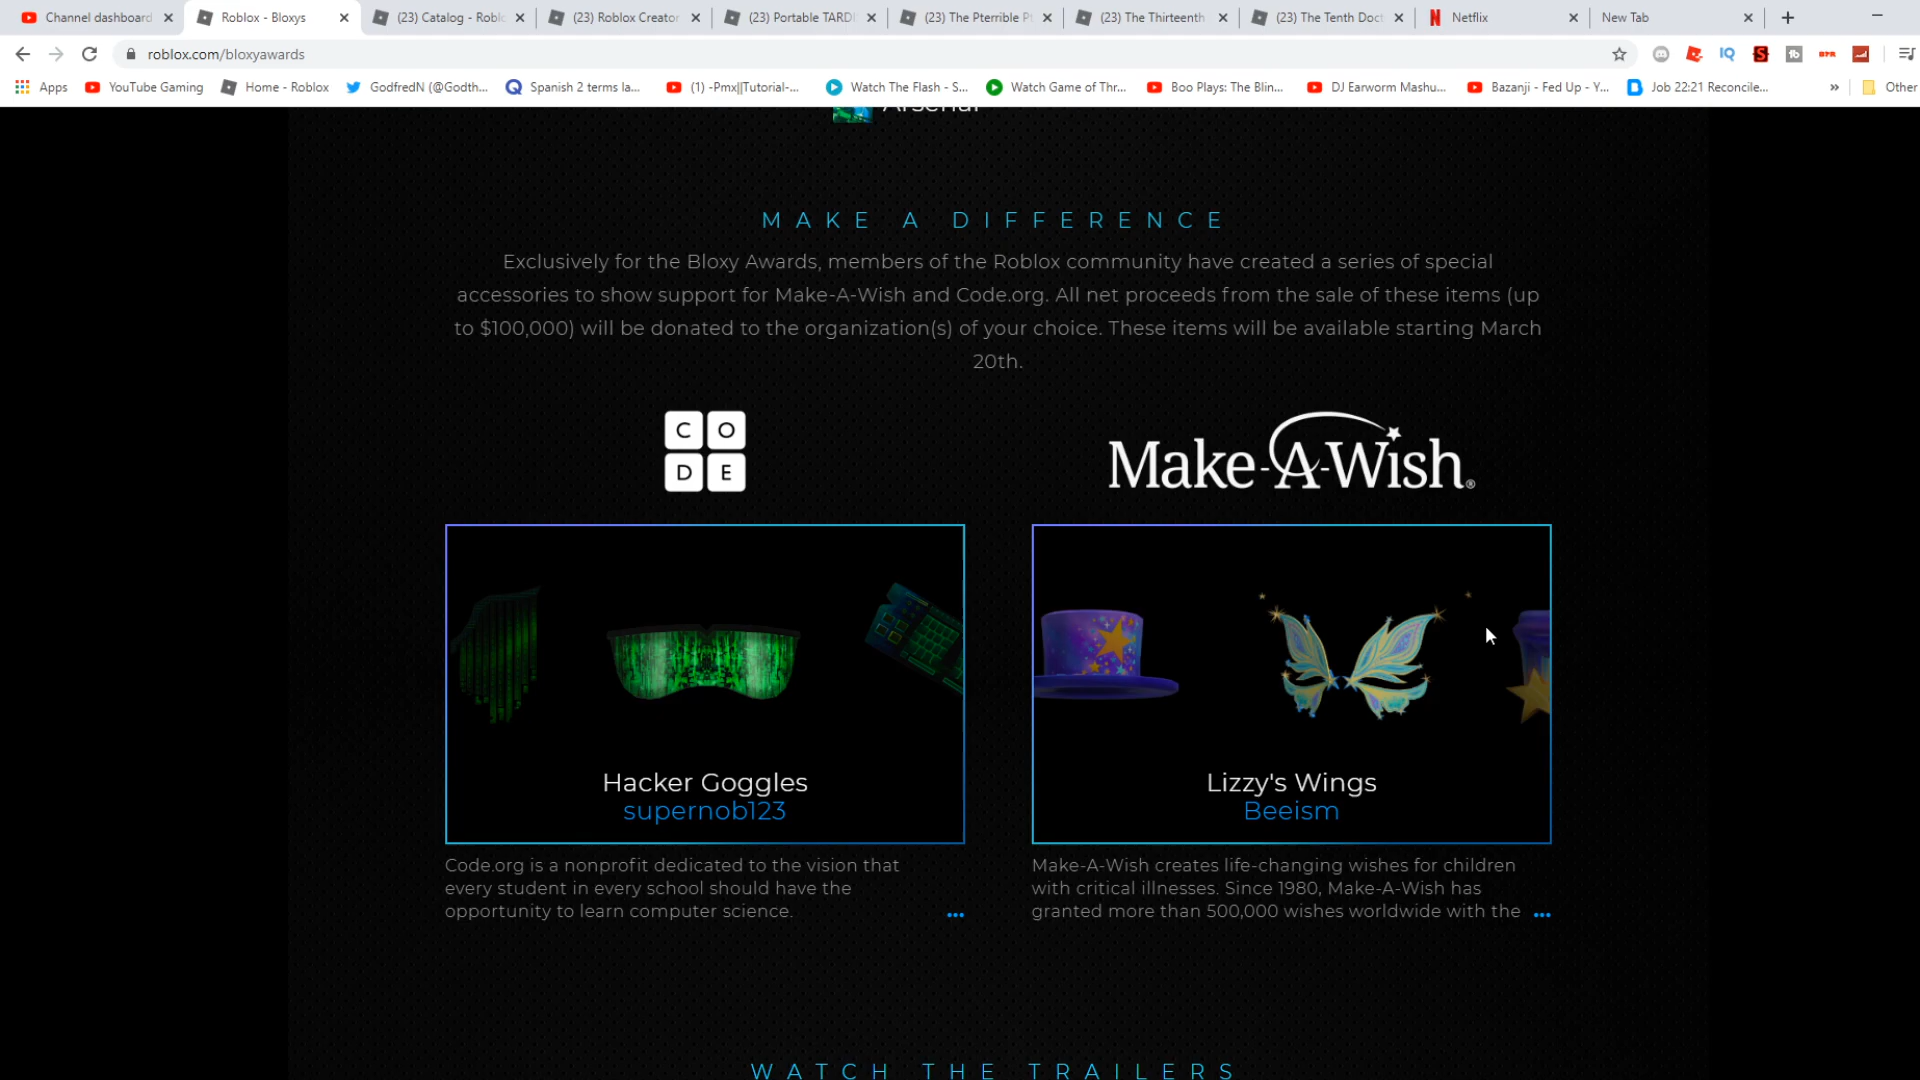 Channel dashboard
Roblox - Bloxys
(23) Catalog - Robl
(23) Roblox Creator
(23) Portable TARDI
(23) The Pterrible P
(23) The Thirteenth
(23) The Tenth Doct
Netflix
New Tab
roblox.com/bloxyawards
Apps
YouTube Gaming
Home - Roblox
GodfredN (@Godth...
Spanish 2 terms la...
(1) -Pmx||Tutorial-...
Watch The Flash - S...
Watch Game of Thr...
Boo Plays: The Blin...
DJ Earworm Mashu...
Bazanji - Fed Up - Y...
Job 22:21 Reconcile...
»
Other
Arsenal
MAKE A DIFFERENCE
Exclusively for the Bloxy Awards, members of the Roblox community have created a series of special
accessories to show support for Make-A-Wish and Code.org. All net proceeds from the sale of these items (up
to $100,000) will be donated to the organization(s) of your choice. These items will be available starting March
20th.
C O
D E
Make-A-Wish®
Hacker Goggles
supernob123
Lizzy's Wings
Beeism
Code.org is a nonprofit dedicated to the vision that
every student in every school should have the
opportunity to learn computer science. ...
Make-A-Wish creates life-changing wishes for children
with critical illnesses. Since 1980, Make-A-Wish has
granted more than 500,000 wishes worldwide with the ...
WATCH THE TRAILERS